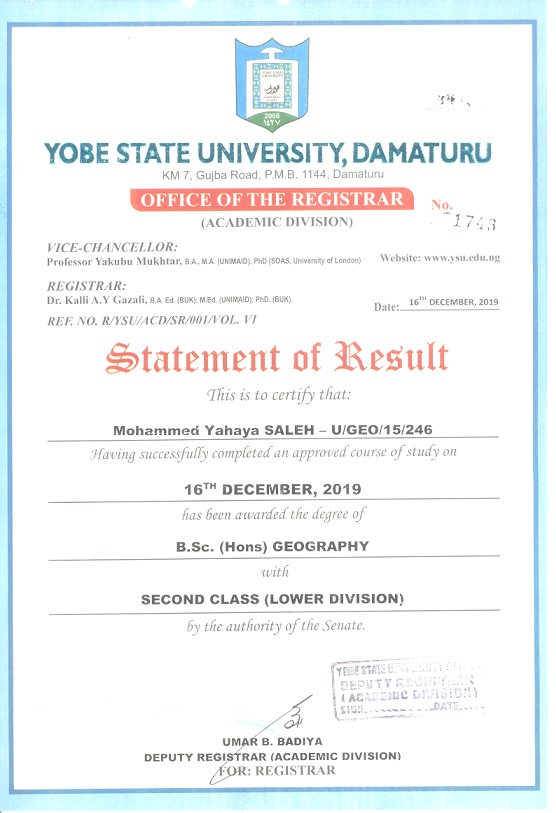 YOBE STATE
UNIVERSITY
2006
١٤٢٧
YOBE STATE UNIVERSITY, DAMATURU
KM 7, Gujba Road, P.M.B. 1144, Damaturu
OFFICE OF THE REGISTRAR
(ACADEMIC DIVISION)
No.
1743
VICE-CHANCELLOR:
Professor Yakubu Mukhtar, B.A., M.A. (UNIMAID); PhD (SOAS, University of London)
Website: www.ysu.edu.ng
REGISTRAR:
Dr. Kalli A.Y Gazali, B.A. Ed. (BUK); M.Ed. (UNIMAID); PhD. (BUK).
Date: 16TH DECEMBER, 2019
REF. NO. R/YSU/ACD/SR/001/VOL. VI
Statement of Result
This is to certify that:
Mohammed Yahaya SALEH – U/GEO/15/246
Having successfully completed an approved course of study on
16TH DECEMBER, 2019
has been awarded the degree of
B.Sc. (Hons) GEOGRAPHY
with
SECOND CLASS (LOWER DIVISION)
by the authority of the Senate.
YOBE STATE UNIVERSITY
DEPUTY REGISTRAR
(ACADEMIC DIVISION)
SIGN DATE
UMAR B. BADIYA
DEPUTY REGISTRAR (ACADEMIC DIVISION)
FOR: REGISTRAR